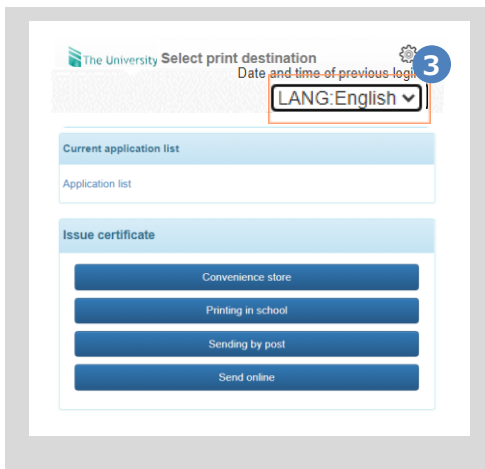 The University Select print destination
Date and time of previous login
3
LANG:English
Current application list
Application list
Issue certificate
Convenience store
Printing in school
Sending by post
Send online